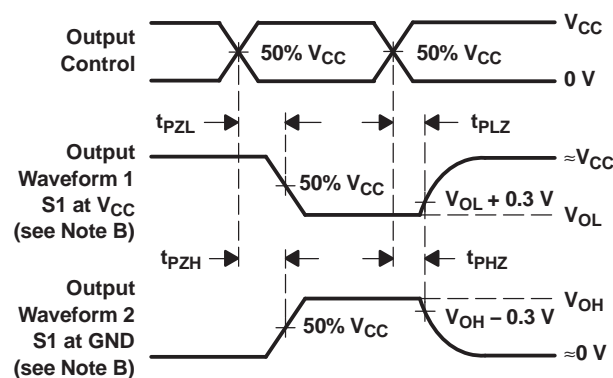 Output
Control
50% VCC
50% VCC
VCC
0 V
tPZL
tPLZ
Output
Waveform 1
S1 at VCC
(see Note B)
50% VCC
≈VCC
VOL + 0.3 V
VOL
tPZH
tPHZ
Output
Waveform 2
S1 at GND
(see Note B)
50% VCC
VOH
VOH – 0.3 V
≈0 V